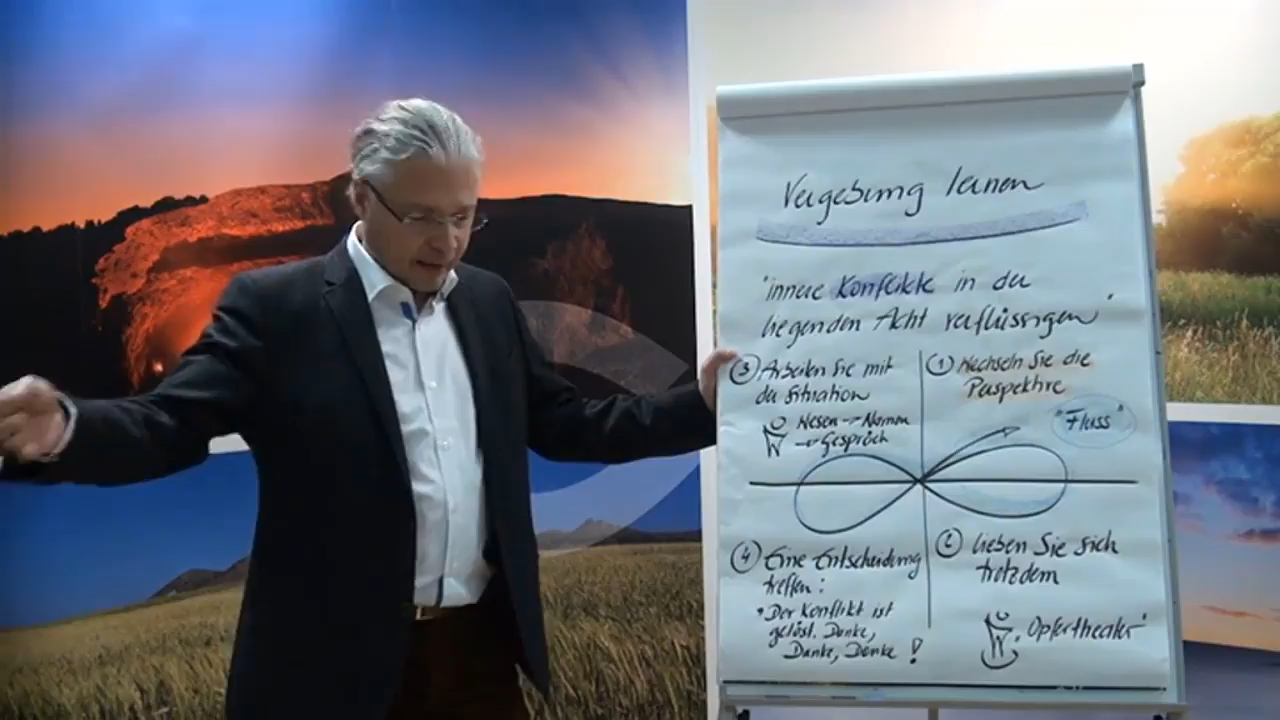 Vergebung lernen
"innere Konflikte in der
liegenden Acht verflüssigen"
③ Arbeiten Sie mit
der Situation
Wesen → Namen
→ Gespräch
① Wechseln Sie die
Perspektive
"Fluss"
④ Eine Entscheidung
treffen:
"Der Konflikt ist
gelöst. Danke,
Danke, Danke !
② Lieben Sie sich
trotzdem
"Opfertheater"